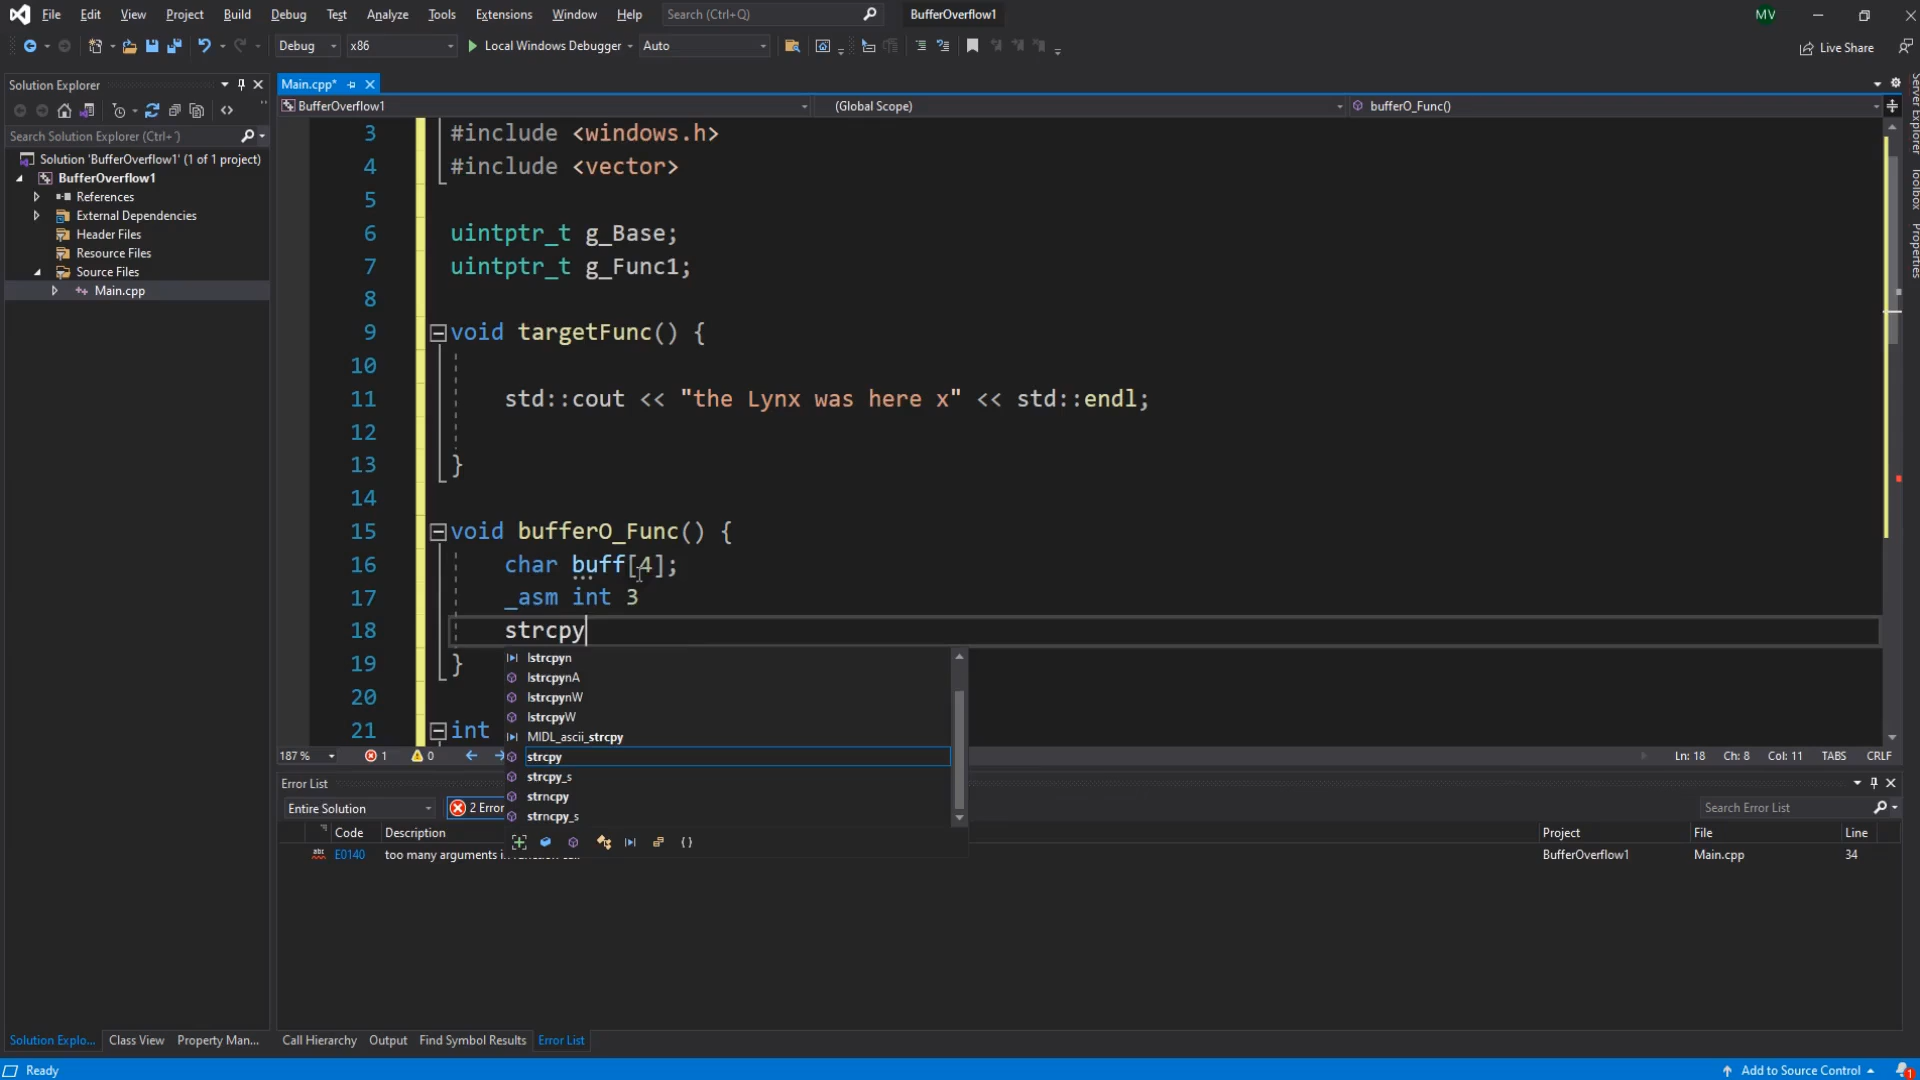 File Edit View Project Build Debug Test Analyze Tools Extensions Window Help Search (Ctrl+Q) BufferOverflow1 MV
Debug x86 Local Windows Debugger Auto Live Share
Solution Explorer
Search Solution Explorer (Ctrl+ˆ)
Solution 'BufferOverflow1' (1 of 1 project)
BufferOverflow1
References
External Dependencies
Header Files
Resource Files
Source Files
Main.cpp
Main.cpp*
BufferOverflow1 (Global Scope) bufferO_Func()
3 #include <windows.h>
4 #include <vector>
5
6 uintptr_t g_Base;
7 uintptr_t g_Func1;
8
9 void targetFunc() {
10
11 std::cout << "the Lynx was here x" << std::endl;
12
13 }
14
15 void bufferO_Func() {
16 char buff[4];
17 _asm int 3
18 strcpy
19 }
20
21 int
lstrcpyn
lstrcpynA
lstrcpynW
lstrcpyW
MIDL_ascii_strcpy
strcpy
strcpy_s
strncpy
strncpy_s
187 % 1 0 Ln: 18 Ch: 8 Col: 11 TABS CRLF
Error List
Entire Solution 2 Error Search Error List
Code Description Project File Line
E0140 too many arguments in BufferOverflow1 Main.cpp 34
Solution Explo... Class View Property Man... Call Hierarchy Output Find Symbol Results Error List
Ready Add to Source Control 1
Server Explorer
Toolbox
Properties